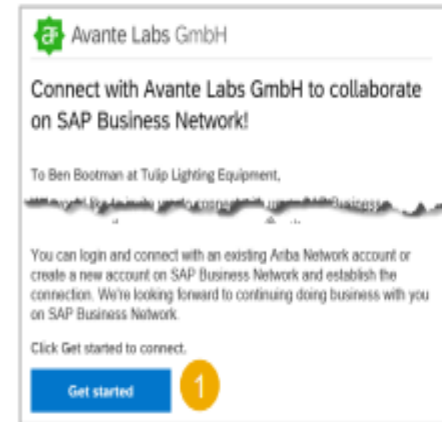 Avante Labs GmbH
Connect with Avante Labs GmbH to collaborate
on SAP Business Network!
To Ben Bootman at Tulip Lighting Equipment,
You can login and connect with an existing Ariba Network account or
create a new account on SAP Business Network and establish the
connection. We're looking forward to continuing doing business with you
on SAP Business Network.
Click Get started to connect.
Get started 1